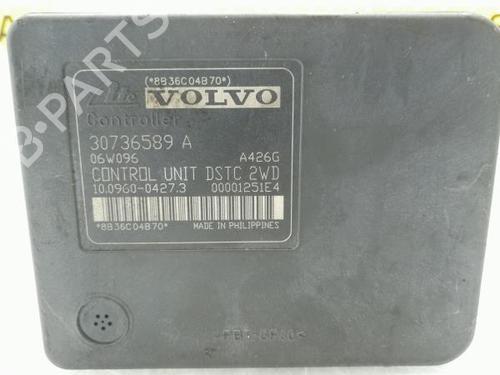 (*8B36C04B70*)
Ate VOLVO
Controller
30736589 A
06W096 A426G
CONTROL UNIT DSTC 2WD
10.0960-0427.3 00001251E4
*8B36C04B70* MADE IN PHILIPPINES